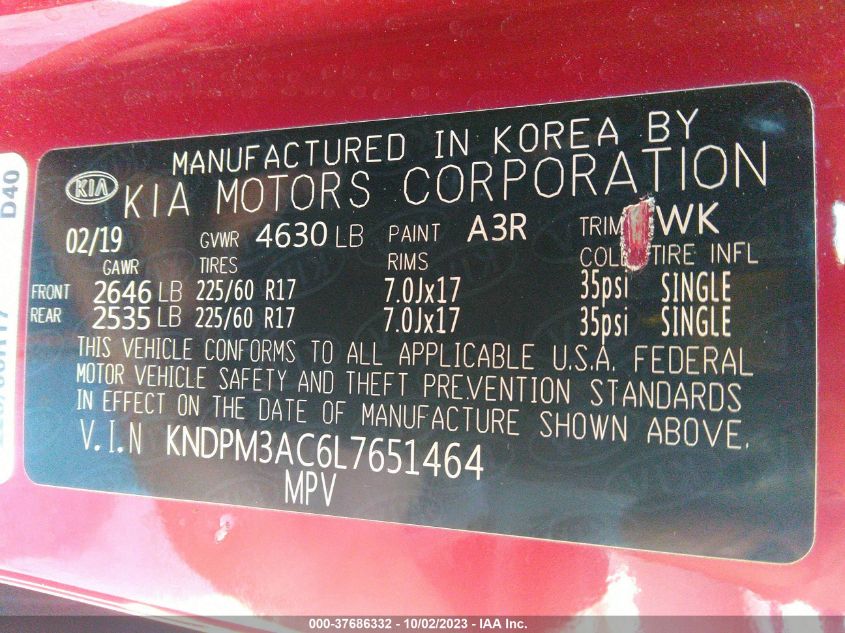 MANUFACTURED IN KOREA BY
KIA KIA MOTORS CORPORATION
02/19 GVWR 4630 LB PAINT A3R TRIM WK
GAWR TIRES RIMS COLD TIRE INFL
FRONT 2646 LB 225/60 R17 7.0Jx17 35psi SINGLE
REAR 2535 LB 225/60 R17 7.0Jx17 35psi SINGLE
THIS VEHICLE CONFORMS TO ALL APPLICABLE U.S.A. FEDERAL
MOTOR VEHICLE SAFETY AND THEFT PREVENTION STANDARDS
IN EFFECT ON THE DATE OF MANUFACTURE SHOWN ABOVE.
V.I.N KNDPM3AC6L7651464
MPV
D40
000-37686332 - 10/02/2023 - IAA Inc.